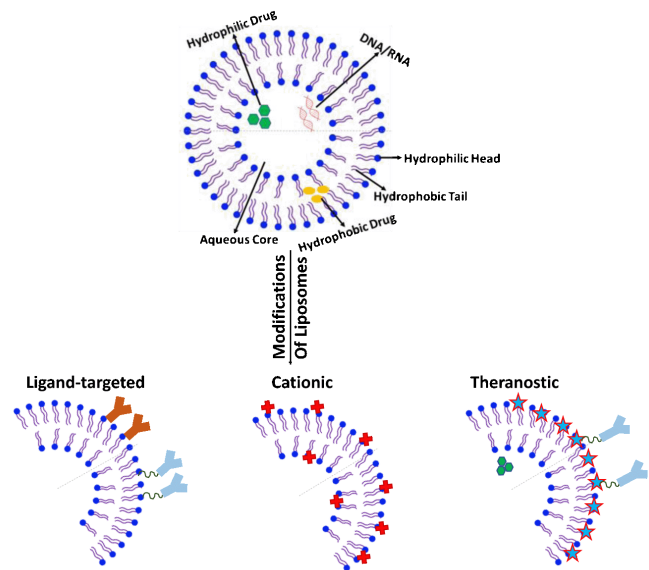 Hydrophilic Drug
DNA/RNA
Hydrophilic Head
Hydrophobic Tail
Hydrophobic Drug
Aqueous Core
Modifications
Of Liposomes
Ligand-targeted
Cationic
Theranostic